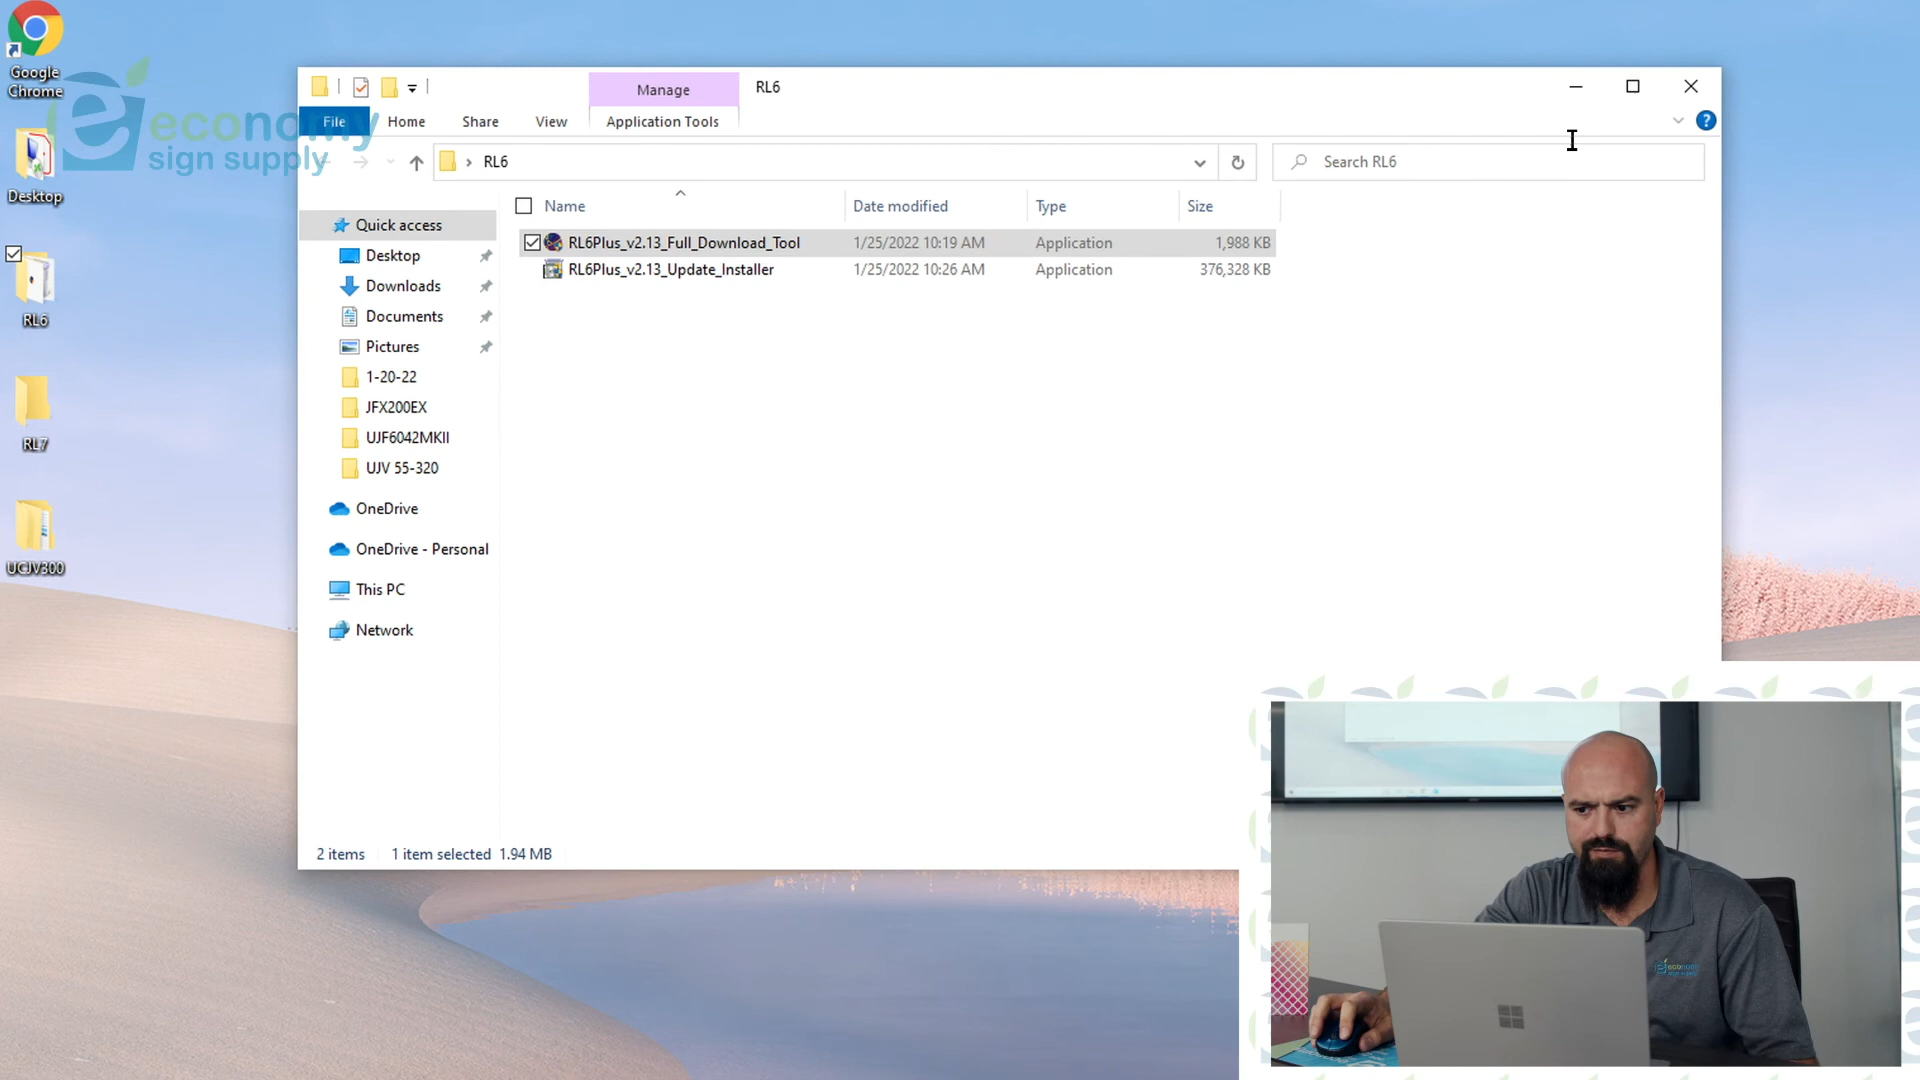 Google
Chrome
Desktop
RL6
RL7
UCJV300
economy
sign supply
Manage
RL6
File
Home
Share
View
Application Tools
RL6
Search RL6
Name
Date modified
Type
Size
RL6Plus_v2.13_Full_Download_Tool
1/25/2022 10:19 AM
Application
1,988 KB
RL6Plus_v2.13_Update_Installer
1/25/2022 10:26 AM
Application
376,328 KB
Quick access
Desktop
Downloads
Documents
Pictures
1-20-22
JFX200EX
UJF6042MKII
UJV 55-320
OneDrive
OneDrive - Personal
This PC
Network
2 items
1 item selected 1.94 MB
economy